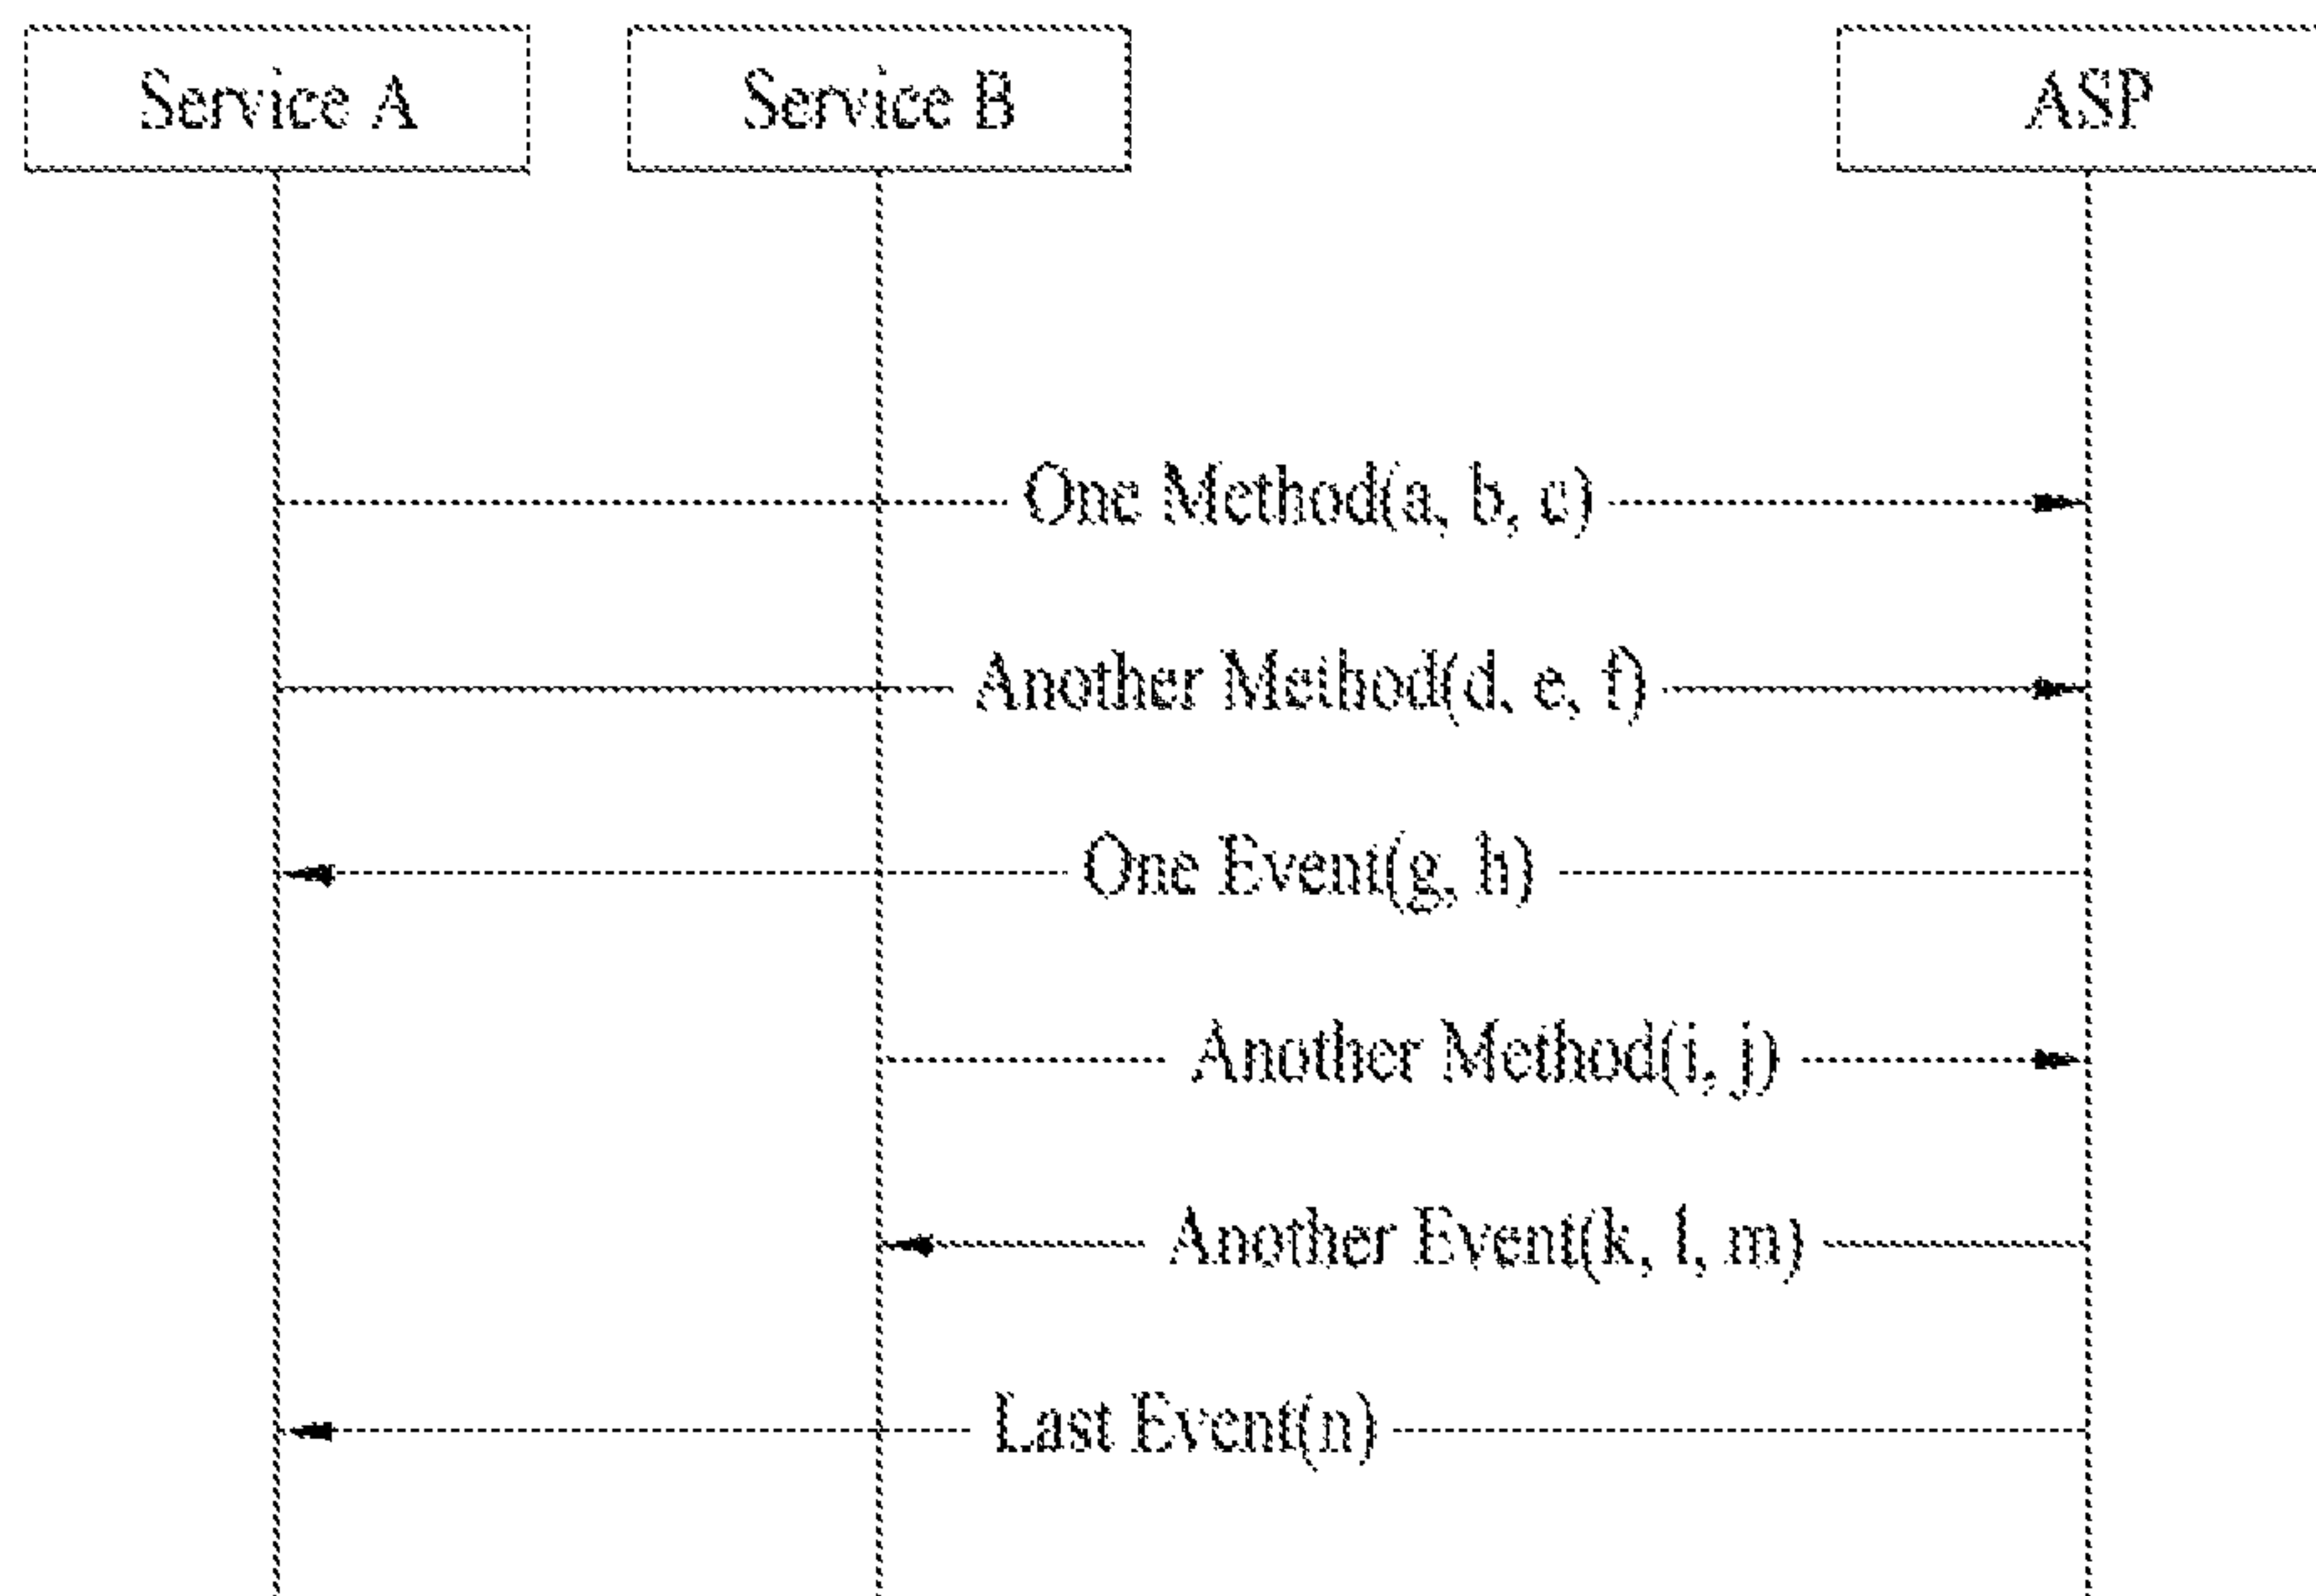 Service A
Service B
ASP
One Method(a, b, c)
Another Method(d, e, f)
One Event(g, h)
Another Method(i, j)
Another Event(k, l, m)
Last Event(n)